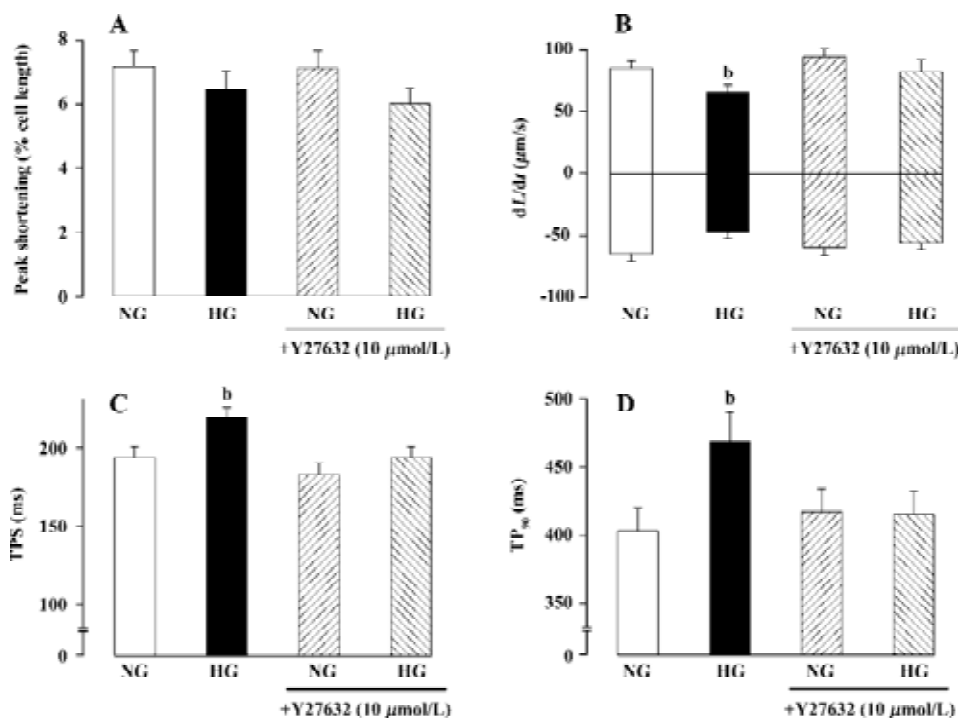 A
Peak shortening (% cell length)
8
6
4
2
0
NG HG NG HG
+Y27632 (10 μmol/L)
B
dL/dt (μm/s)
100
50
0
-50
-100
b
NG HG NG HG
+Y27632 (10 μmol/L)
C
TPS (ms)
200
150
100
0
b
NG HG NG HG
+Y27632 (10 μmol/L)
D
TP90 (ms)
500
450
400
350
0
b
NG HG NG HG
+Y27632 (10 μmol/L)